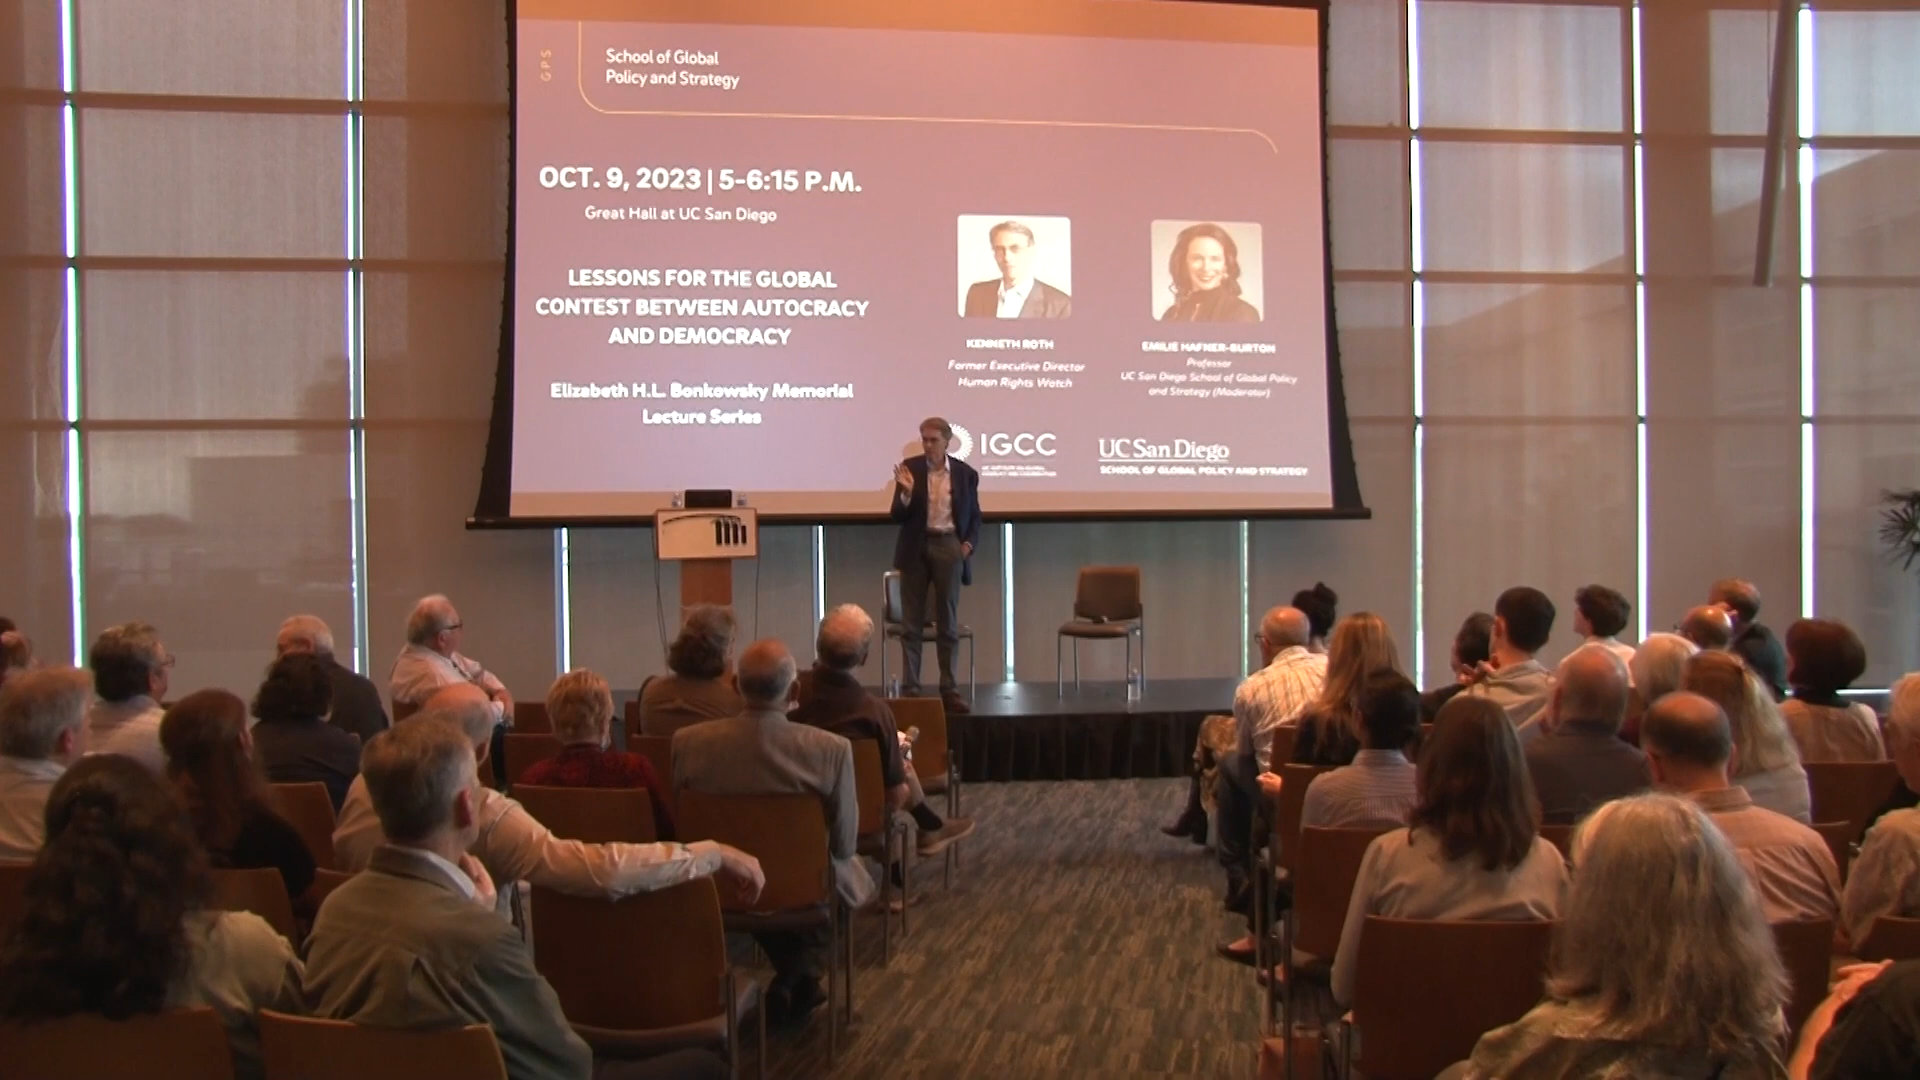 GPS
School of Global
Policy and Strategy
OCT. 9, 2023 | 5-6:15 P.M.
Great Hall at UC San Diego
LESSONS FOR THE GLOBAL
CONTEST BETWEEN AUTOCRACY
AND DEMOCRACY
Elizabeth H.L. Bonkowsky Memorial
Lecture Series
KENNETH ROTH
Former Executive Director
Human Rights Watch
EMILIE HAFNER-BURTON
Professor
UC San Diego School of Global Policy
and Strategy (Moderator)
IGCC
UC San Diego
SCHOOL OF GLOBAL POLICY AND STRATEGY